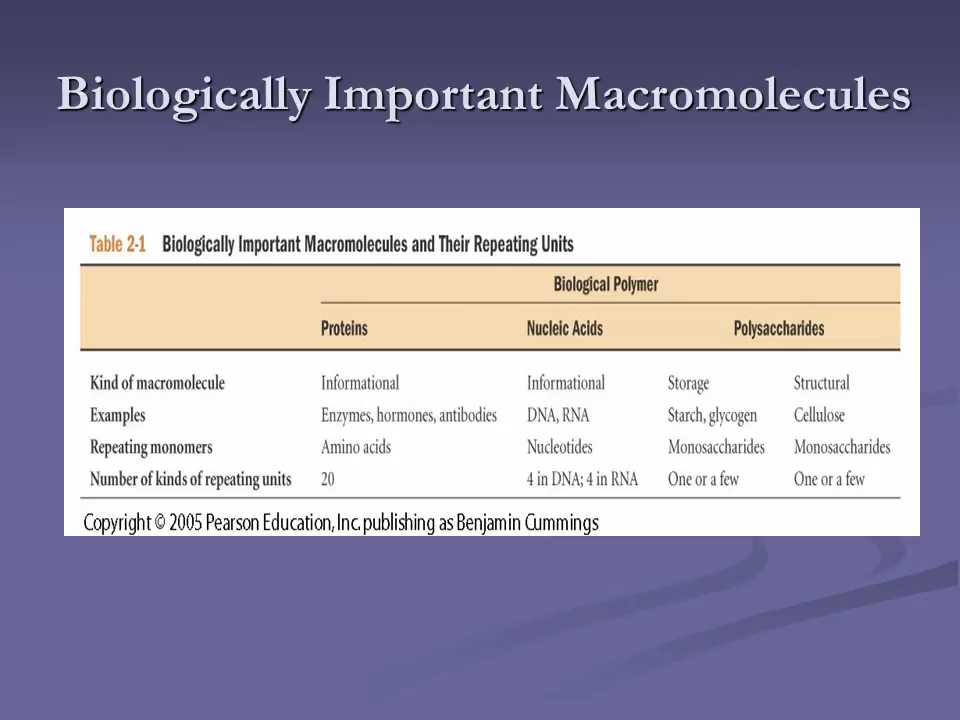 Biologically Important Macromolecules
Table 2-1 Biologically Important Macromolecules and Their Repeating Units
Biological Polymer
Proteins Nucleic Acids Polysaccharides
Kind of macromolecule Informational Informational Storage Structural
Examples Enzymes, hormones, antibodies DNA, RNA Starch, glycogen Cellulose
Repeating monomers Amino acids Nucleotides Monosaccharides Monosaccharides
Number of kinds of repeating units 20 4 in DNA; 4 in RNA One or a few One or a few
Copyright © 2005 Pearson Education, Inc. publishing as Benjamin Cummings